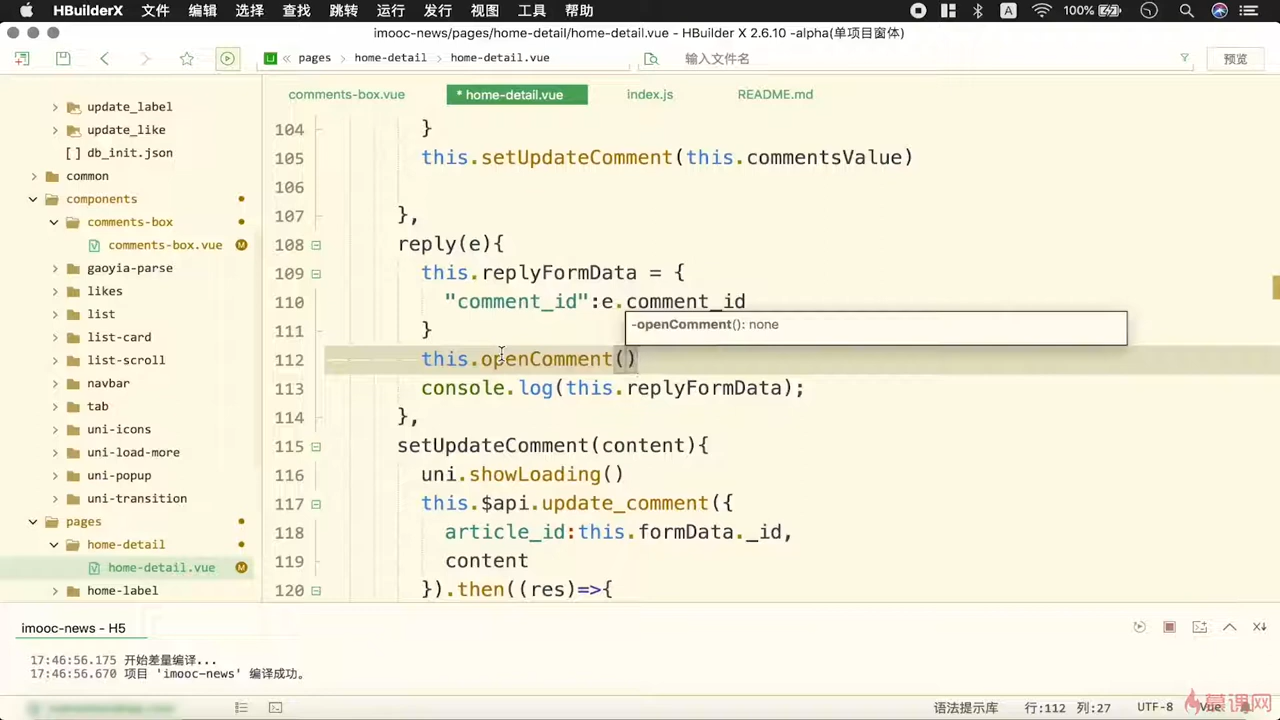 HBuilderX 文件 编辑 选择 查找 跳转 运行 发行 视图 工具 帮助 100%
imooc-news/pages/home-detail/home-detail.vue - HBuilder X 2.6.10 -alpha(单项目窗体)
pages home-detail home-detail.vue 输入文件名 预览
comments-box.vue * home-detail.vue index.js README.md
update_label
update_like
[ ] db_init.json
common
components
comments-box
comments-box.vue
gaoyia-parse
likes
list
list-card
list-scroll
navbar
tab
uni-icons
uni-load-more
uni-popup
uni-transition
pages
home-detail
home-detail.vue
home-label
104 }
105 this.setUpdateComment(this.commentsValue)
106
107 },
108 reply(e){
109 this.replyFormData = {
110 "comment_id":e.comment_id
-openComment(): none
111 }
112 this.openComment()
113 console.log(this.replyFormData);
114 },
115 setUpdateComment(content){
116 uni.showLoading()
117 this.$api.update_comment({
118 article_id:this.formData._id,
119 content
120 }).then((res)=>{
imooc-news - H5
17:46:56.175 开始差量编译...
17:46:56.670 项目 'imooc-news' 编译成功。
语法提示库 行:112 列:27 UTF-8 Vue
慕课网